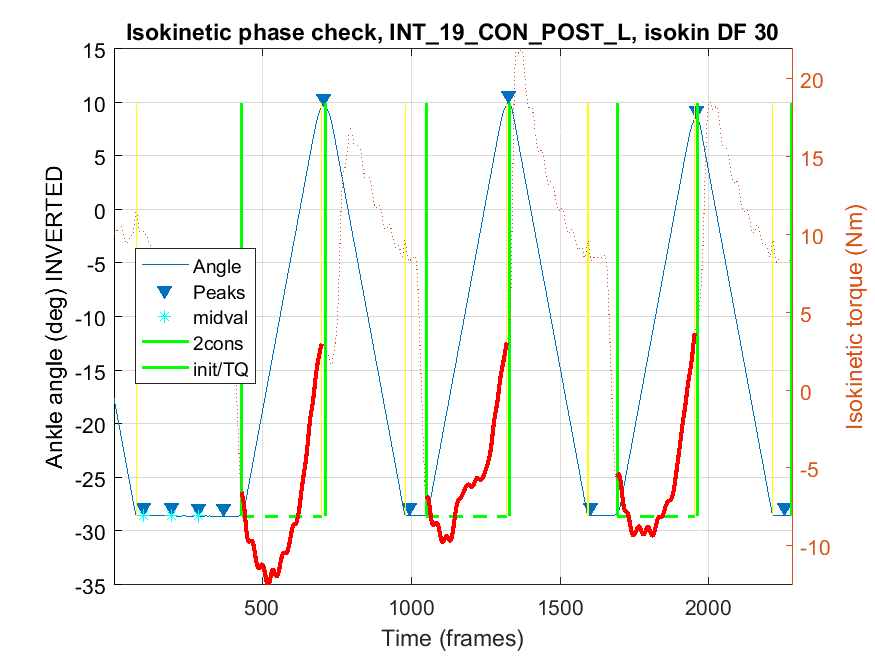 Isokinetic phase check, INT_19_CON_POST_L, isokin DF 30
15
10
5
0
-5
-10
-15
-20
-25
-30
-35
Ankle angle (deg) INVERTED
Angle
Peaks
midval
2cons
init/TQ
20
15
10
5
0
-5
-10
Isokinetic torque (Nm)
500
1000
1500
2000
Time (frames)